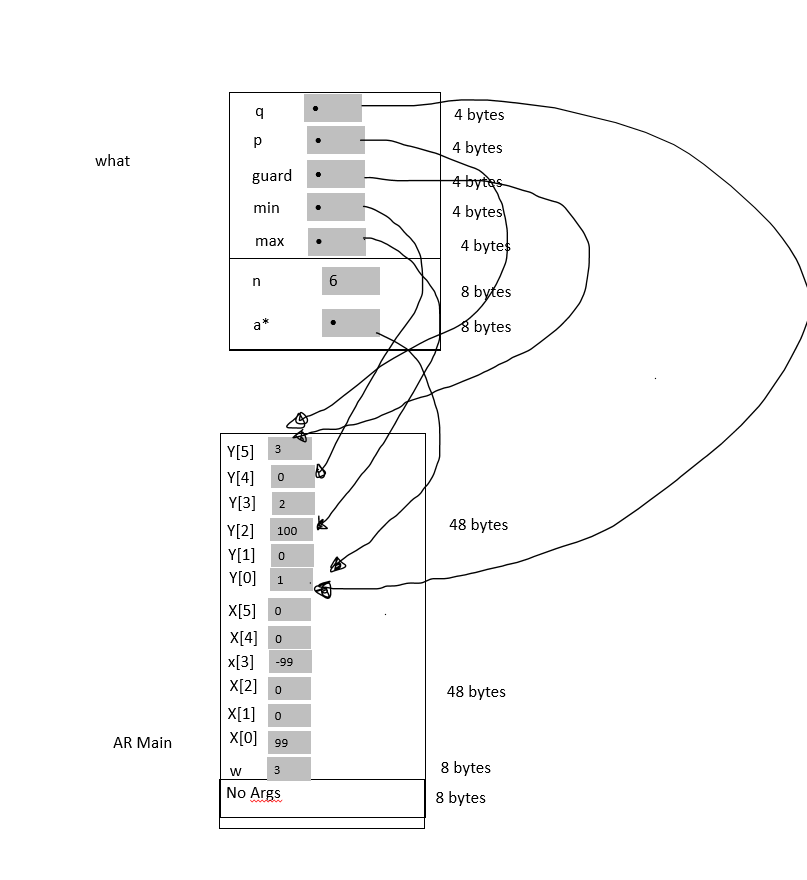 q 4 bytes
p 4 bytes
what
guard 4 bytes
min 4 bytes
max 4 bytes
n 6 8 bytes
a* 8 bytes
Y[5] 3
Y[4] 0
Y[3] 2
Y[2] 100 48 bytes
Y[1] 0
Y[0] 1
X[5] 0
X[4] 0
x[3] -99
X[2] 0 48 bytes
X[1] 0
AR Main X[0] 99
w 3 8 bytes
No Args 8 bytes